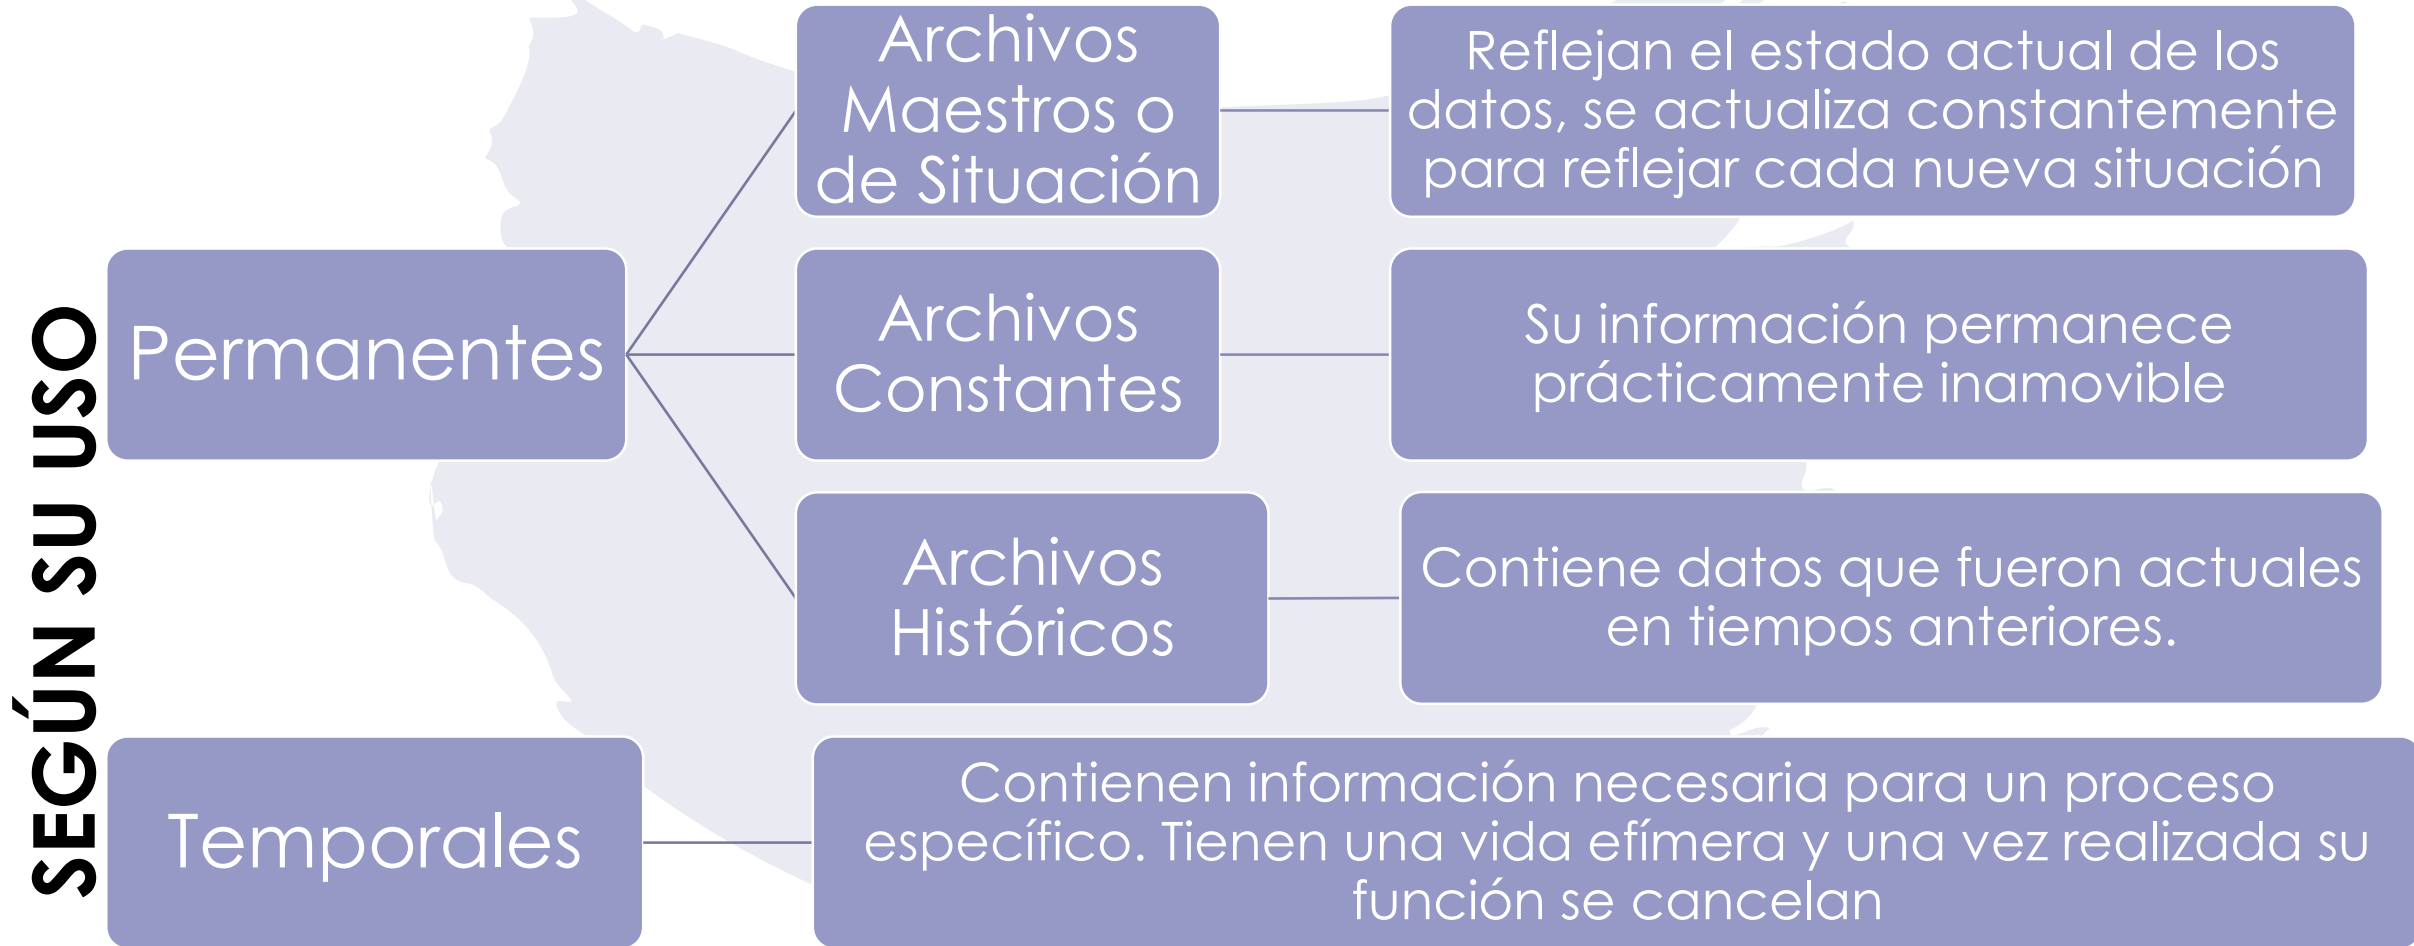 SEGÚN SU USO
Permanentes
Archivos
Maestros o
de Situación
Reflejan el estado actual de los
datos, se actualiza constantemente
para reflejar cada nueva situación
Archivos
Constantes
Su información permanece
prácticamente inamovible
Archivos
Históricos
Contiene datos que fueron actuales
en tiempos anteriores.
Temporales
Contienen información necesaria para un proceso
específico. Tienen una vida efímera y una vez realizada su
función se cancelan